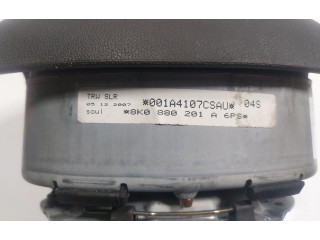 TRW SLR *001A4107CSAU* 04S
05 12 2007
soul *8K0 880 201 A 6PS*